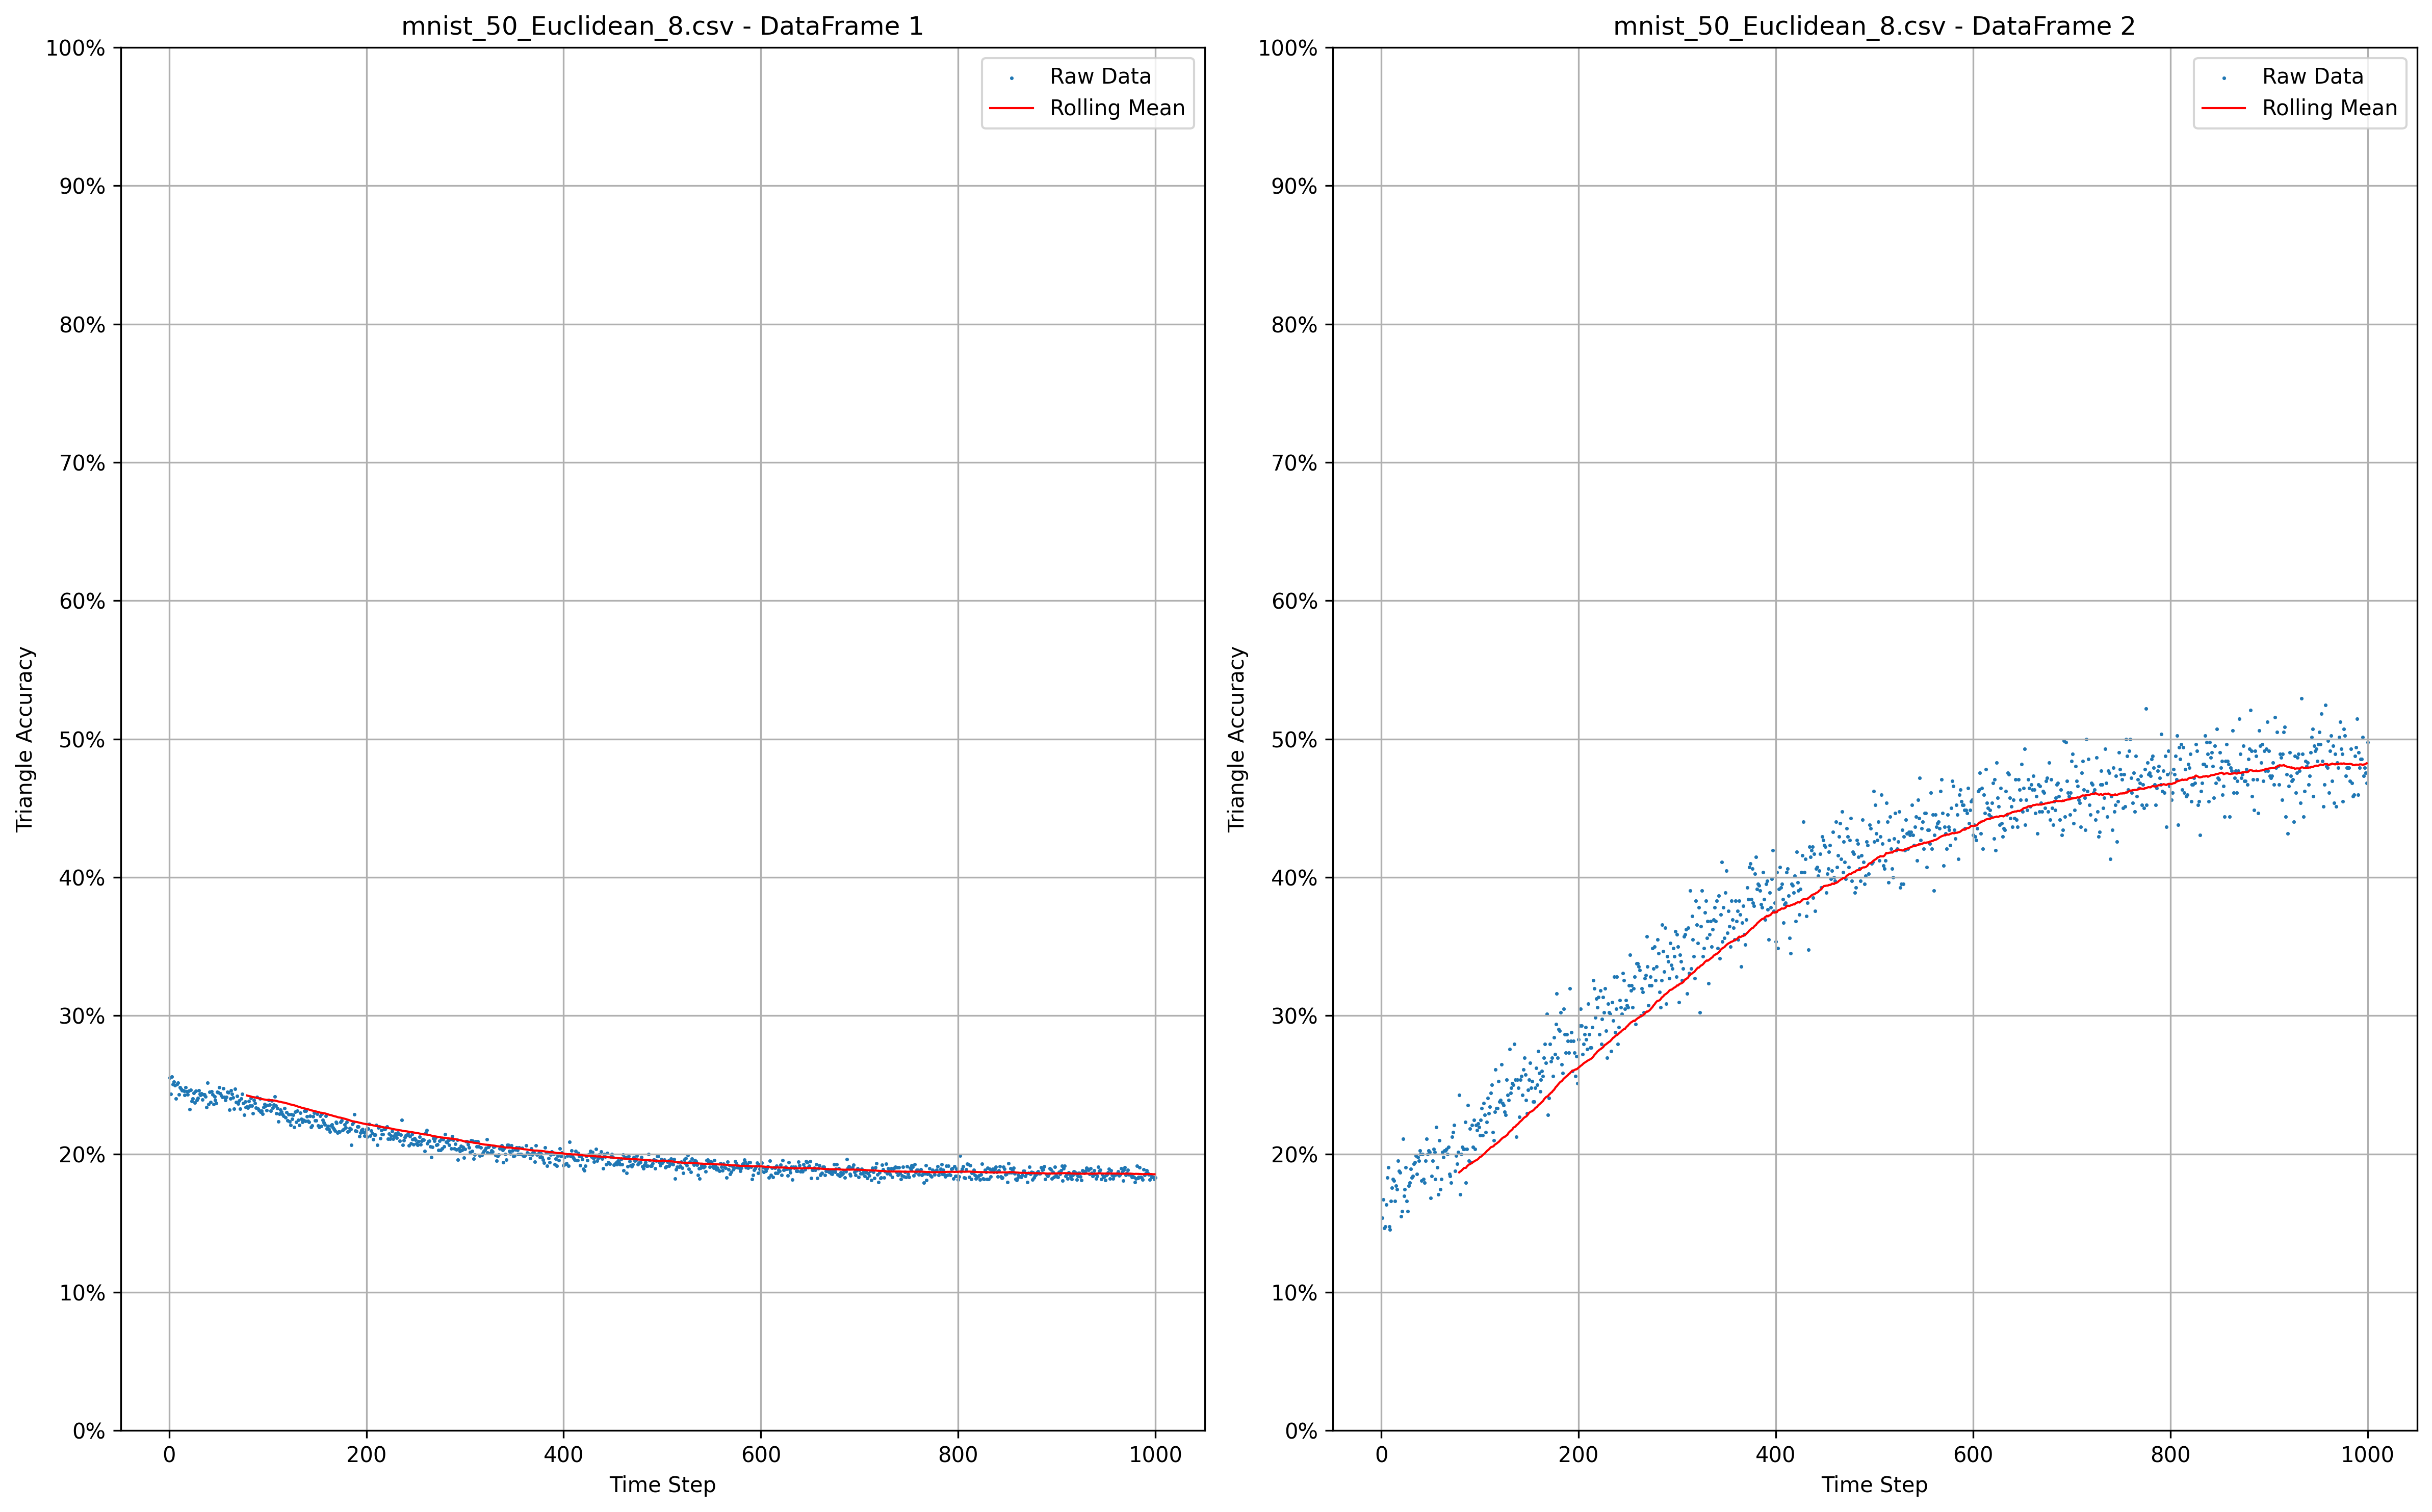 mnist_50_Euclidean_8.csv - DataFrame 1
Raw Data
Rolling Mean
Triangle Accuracy
100%
90%
80%
70%
60%
50%
40%
30%
20%
10%
0%
0 200 400 600 800 1000
Time Step
mnist_50_Euclidean_8.csv - DataFrame 2
Raw Data
Rolling Mean
Triangle Accuracy
100%
90%
80%
70%
60%
50%
40%
30%
20%
10%
0%
0 200 400 600 800 1000
Time Step